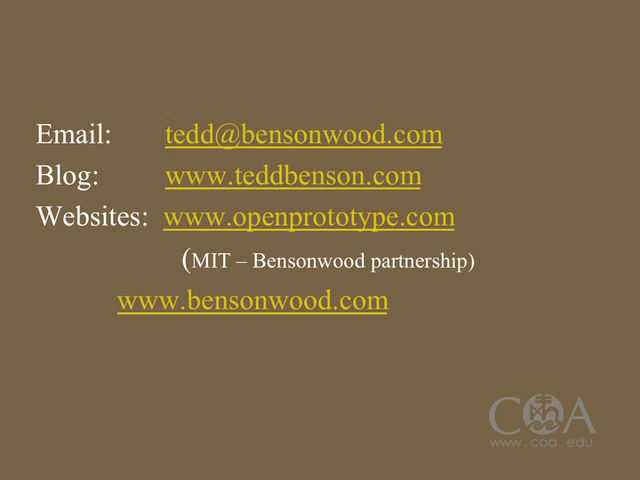 Email: tedd@bensonwood.com
Blog: www.teddbenson.com
Websites: www.openprototype.com
(MIT – Bensonwood partnership)
www.bensonwood.com
COA
www.coa.edu